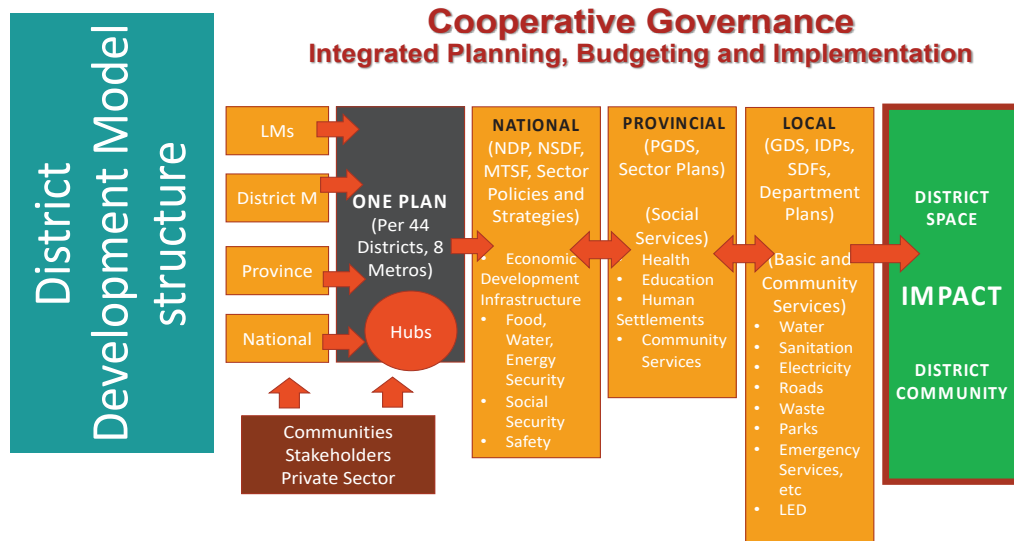 District
Development Model
structure
Cooperative Governance
Integrated Planning, Budgeting and Implementation
LMs
District M
Province
National
ONE PLAN
(Per 44
Districts, 8
Metros)
Hubs
Communities
Stakeholders
Private Sector
NATIONAL
(NDP, NSDF,
MTSF, Sector
Policies and
Strategies)
• Economic
Development
Infrastructure
• Food,
Water,
Energy
Security
• Social
Security
• Safety
PROVINCIAL
(PGDS,
Sector Plans)
(Social
Services)
Health
• Education
• Human
Settlements
• Community
Services
LOCAL
(GDS, IDPs,
SDFs,
Department
Plans)
(Basic and
Community
Services)
• Water
• Sanitation
• Electricity
• Roads
• Waste
• Parks
• Emergency
Services,
etc
• LED
DISTRICT
SPACE
IMPACT
DISTRICT
COMMUNITY